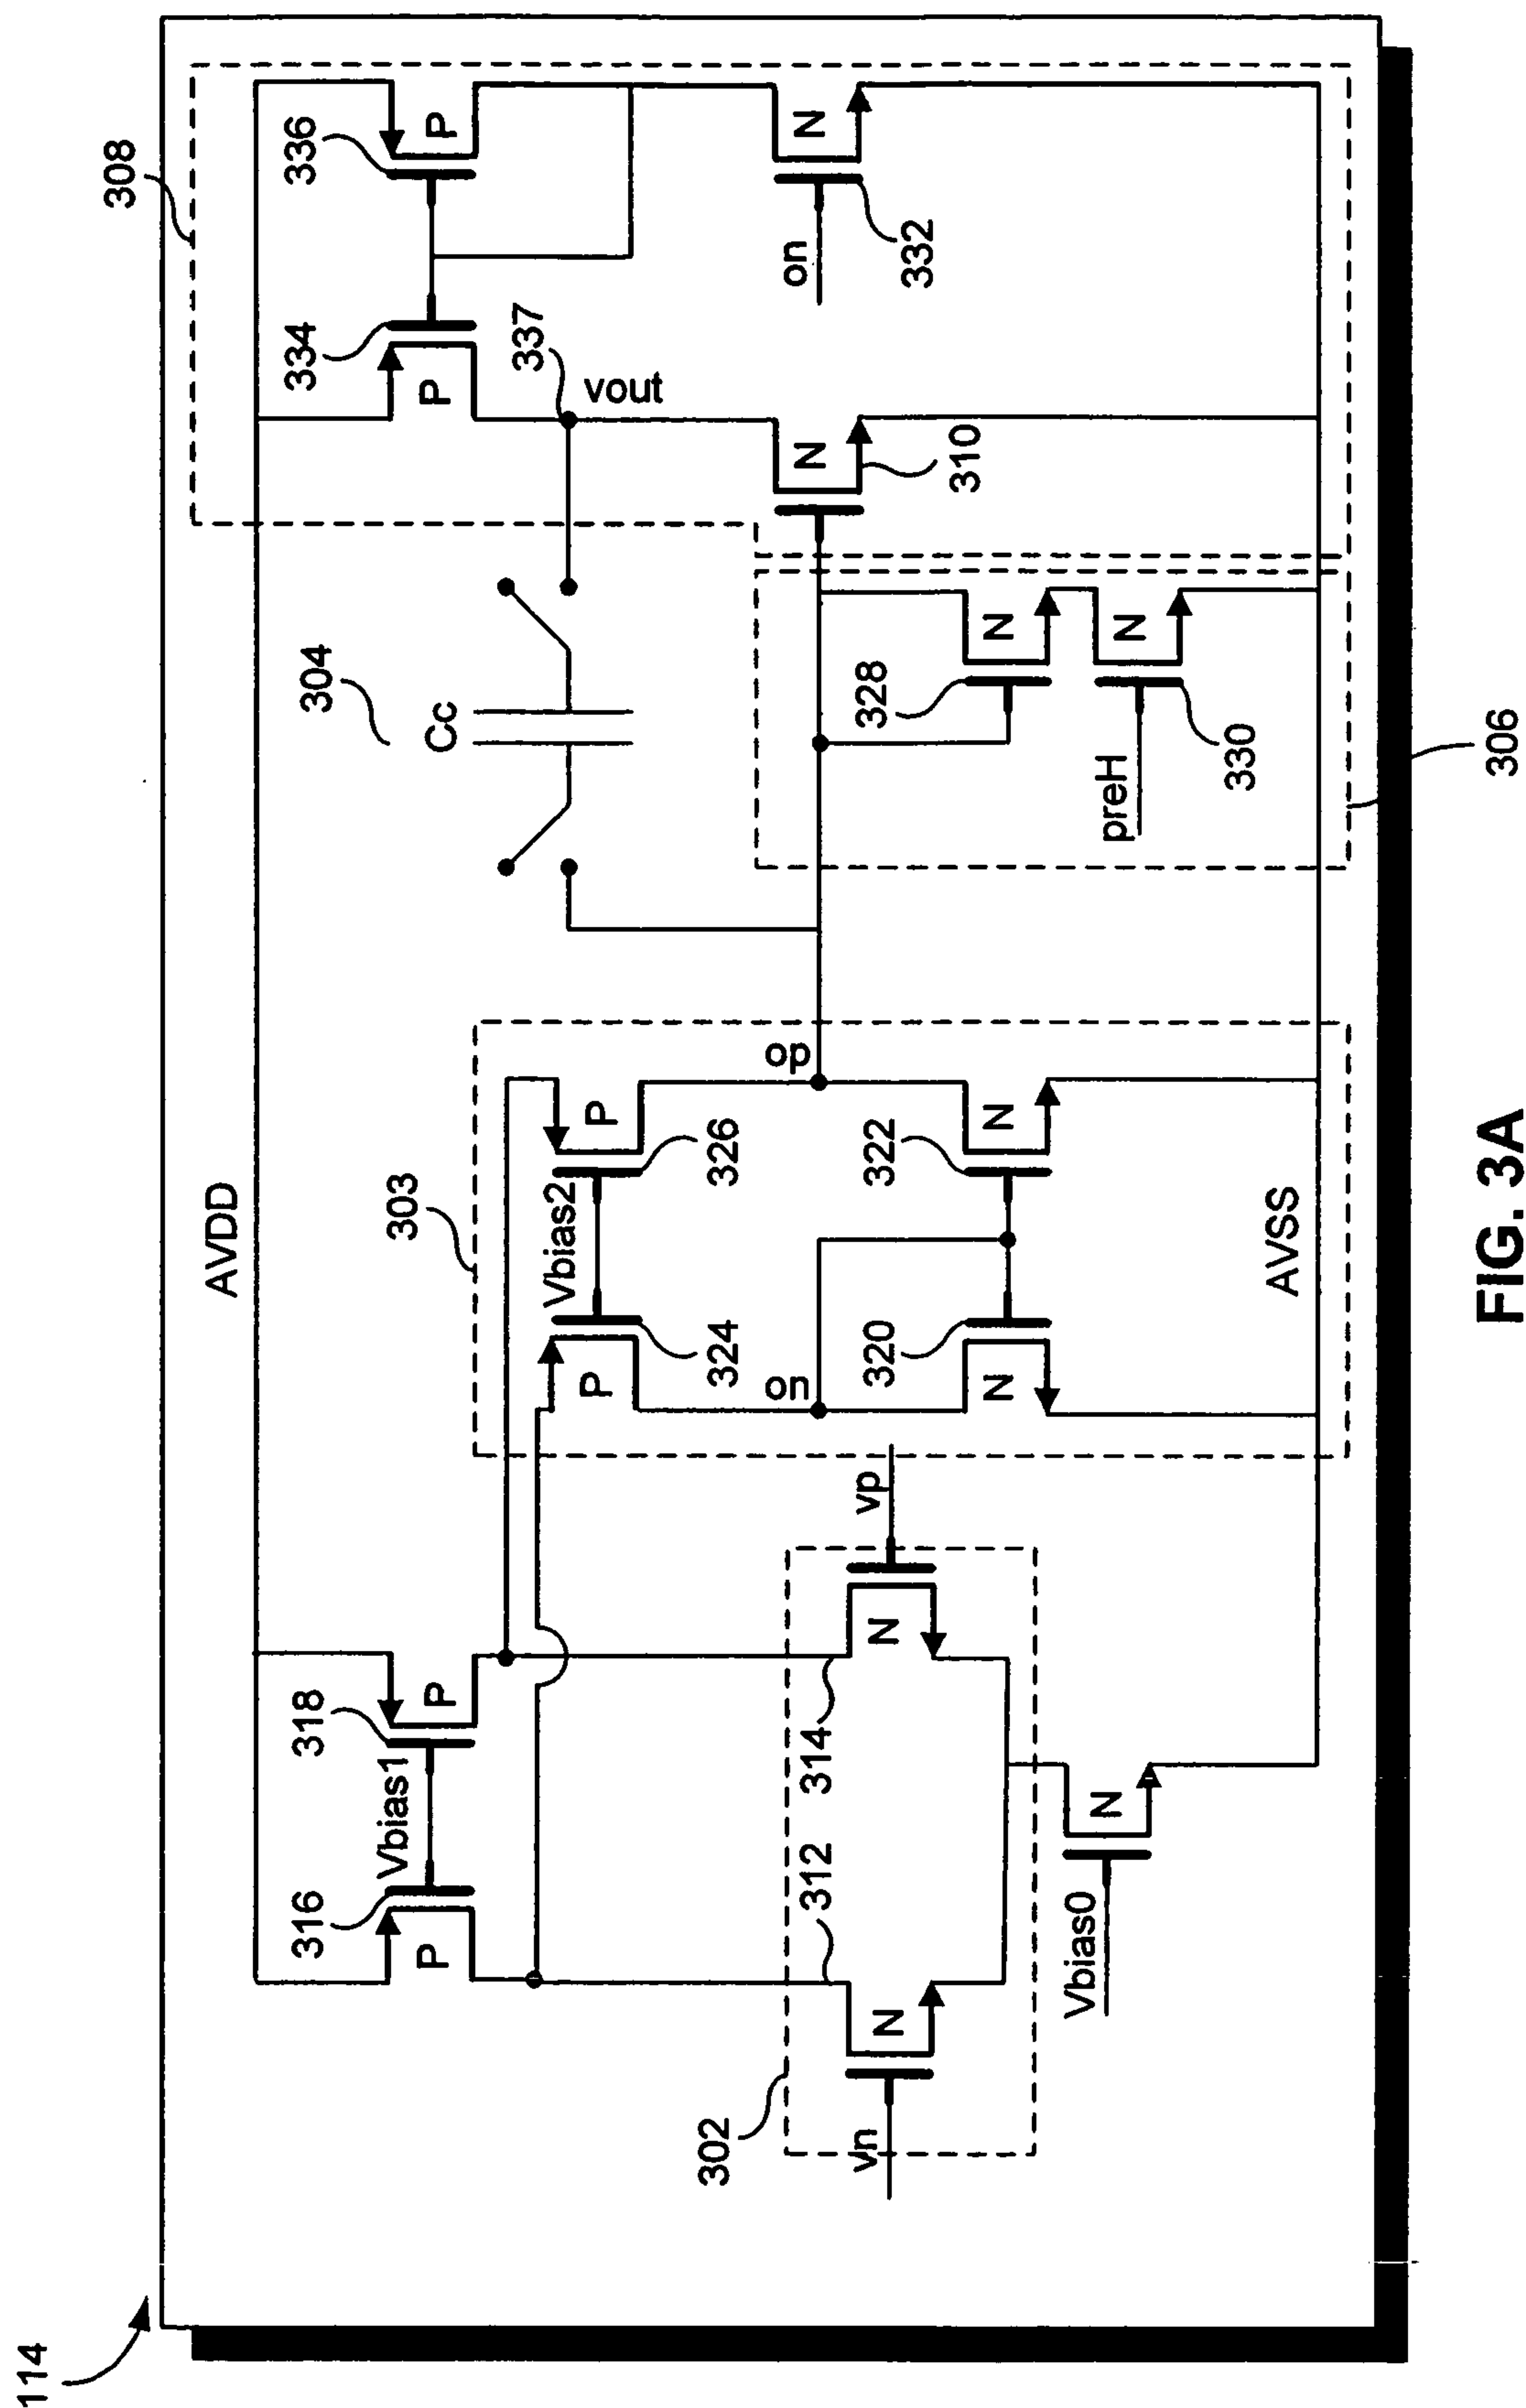 114
308
AVDD
316
Vbias1
318
P
P
303
Vbias2
324
326
P
P
304
Cc
334
336
P
P
337
vout
302
312
314
vn
N
N
vp
on
op
320
322
N
N
328
N
preH
330
N
N
310
on
332
N
Vbias0
N
AVSS
306
FIG. 3A